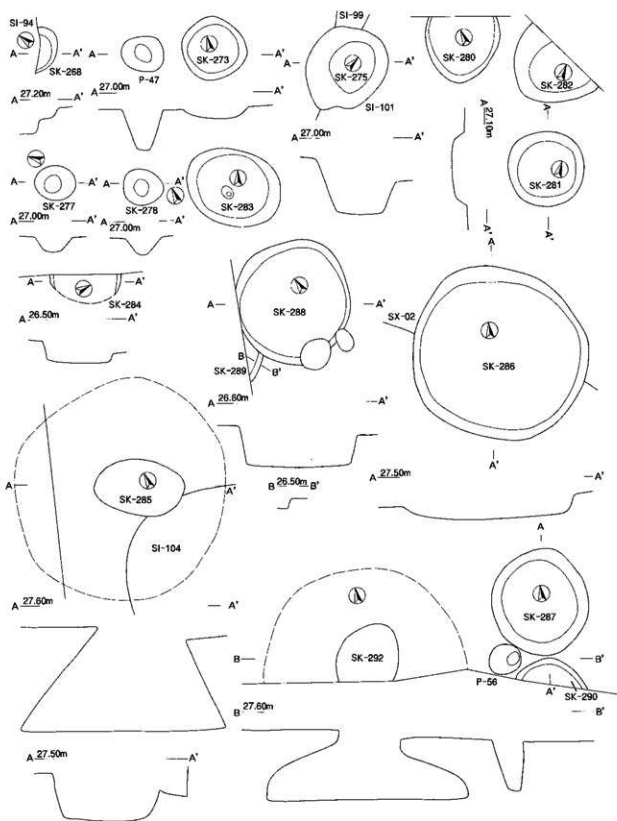 SI-94
A A'
SK-268
A 27.20m A'
A A'
P-47
SK-273
A 27.00m A'
SI-99
A A'
SK-275
SI-101
A 27.00m A'
SK-280
SK-282
A
A 27.10m A'
SK-281
A'
A A'
SK-277
A 27.00m A'
A A'
SK-278
A 27.00m A'
SK-283
A A'
SK-284
A 26.50m A'
A A'
SK-288
SK-289
B B'
A 26.60m A'
B 26.50m B'
A
SX-02
SK-286
A'
A 27.50m A'
A A'
SK-285
SI-104
A 27.60m A'
A 27.50m A'
A
SK-287
B B'
SK-292
P-56
A'
SK-290
B 27.60m B'